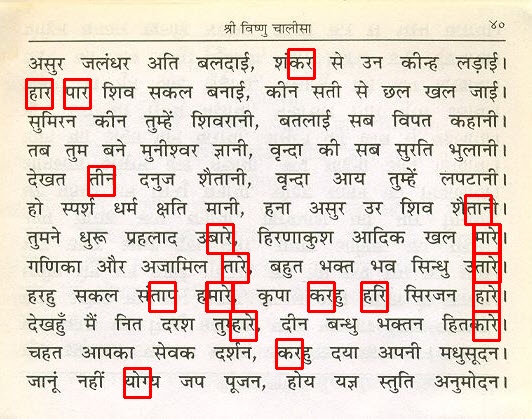 श्री विष्णु चालीसा ४०
असुर जलंधर अति बलदाई, शंकर से उन कीन्ह लड़ाई।
हार पार शिव सकल बनाई, कीन सती से छल खल जाई।
सुमिरन कीन तुम्हें शिवरानी, बतलाई सब विपत कहानी।
तब तुम बने मुनीश्वर ज्ञानी, वृन्दा की सब सुरति भुलानी।
देखत तीन दनुज शैतानी, वृन्दा आय तुम्हें लपटानी।
हो स्पर्श धर्म क्षति मानी, हना असुर उर शिव शैतानी।
तुमने धुरू प्रहलाद उबारे, हिरणाकुश आदिक खल मारे।
गणिका और अजामिल तारे, बहुत भक्त भव सिन्धु उतारे।
हरहु सकल संताप हमारे, कृपा करहु हरि सिरजन हारे।
देखहुँ मैं नित दरश तुम्हारे, दीन बन्धु भक्तन हितकारे।
चहत आपका सेवक दर्शन, करहु दया अपनी मधुसूदन।
जानूं नहीं योग्य जप पूजन, होय यज्ञ स्तुति अनुमोदन।